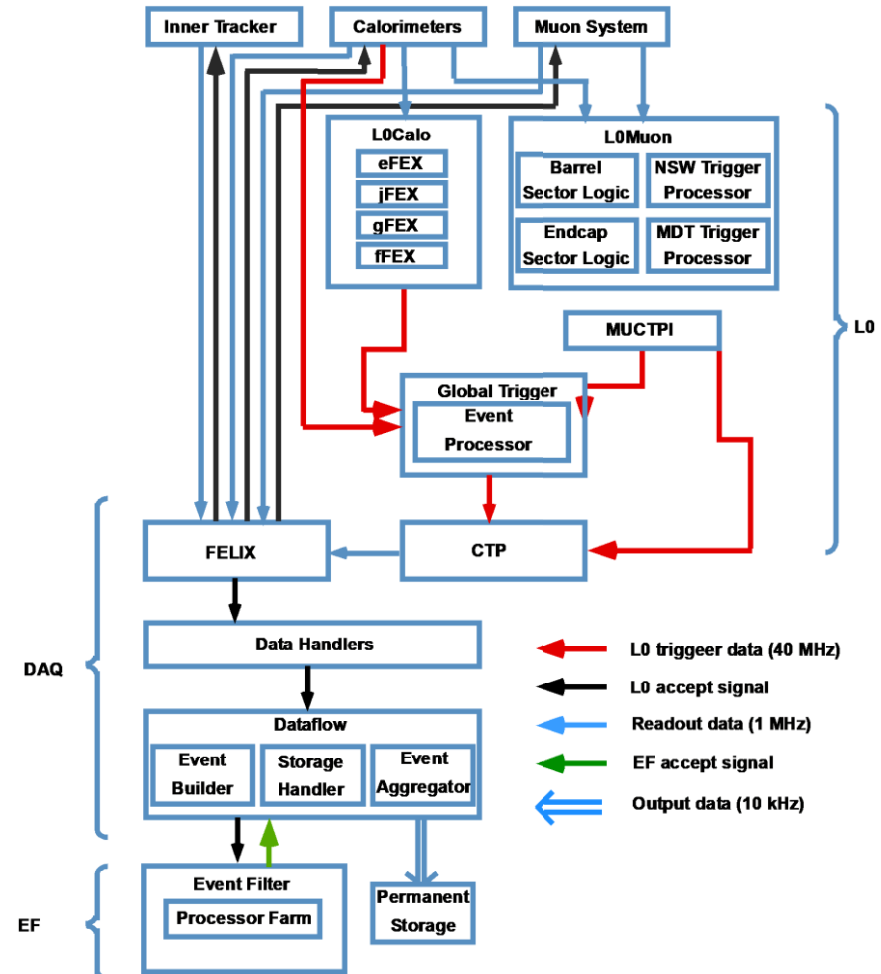 Inner Tracker
Calorimeters
Muon System
L0Calo
eFEX
jFEX
gFEX
fFEX
L0Muon
Barrel
Sector Logic
NSW Trigger
Processor
Endcap
Sector Logic
MDT Trigger
Processor
L0
MUCTPI
Global Trigger
Event
Processor
FELIX
CTP
Data Handlers
DAQ
Dataflow
Event
Builder
Storage
Handler
Event
Aggregator
L0 triggeer data (40 MHz)
L0 accept signal
Readout data (1 MHz)
EF accept signal
Output data (10 kHz)
Event Filter
Processor Farm
EF
Permanent
Storage